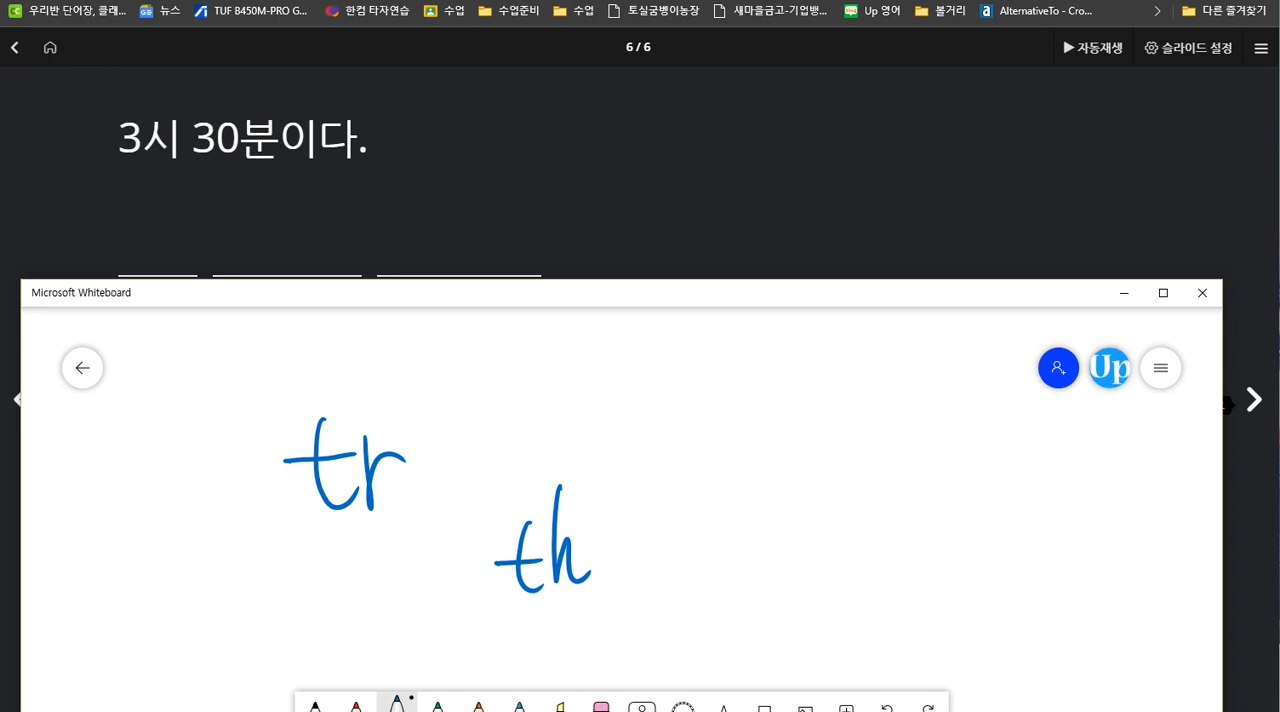 우리반 단어장, 클래... 뉴스 TUF B450M-PRO G... 한컴 타자연습 수업 수업준비 수업 토실굼벵이농장 새마을금고-기업뱅... Up 영어 볼거리 AlternativeTo - Cro... 다른 즐겨찾기
6 / 6 자동재생 슬라이드 설정
3시 30분이다.
Microsoft Whiteboard
Up
tr
th